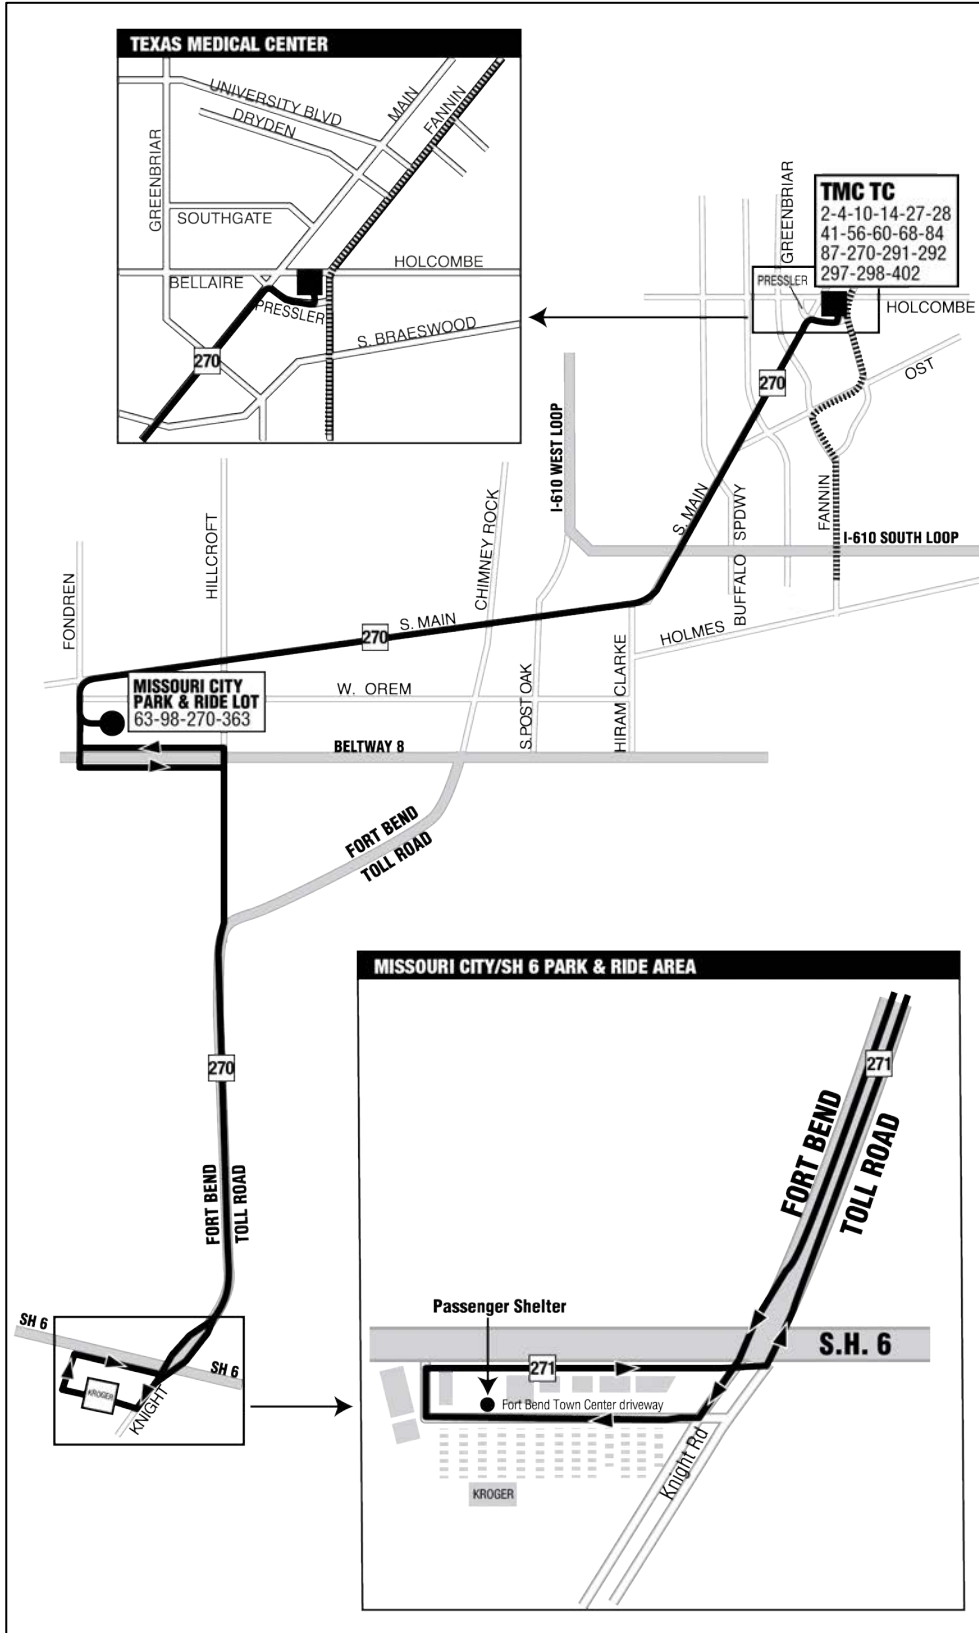 TEXAS MEDICAL CENTER
UNIVERSITY BLVD
DRYDEN
MAIN
FANNIN
GREENBRIAR
SOUTHGATE
HOLCOMBE
BELLAIRE
PRESSLER
S. BRAESWOOD
270
GREENBRIAR
TMC TC
2-4-10-14-27-28
41-56-60-68-84
87-270-291-292
297-298-402
PRESSLER
HOLCOMBE
OST
270
I-610 WEST LOOP
S. MAIN
BUFFALO SPDWY
FANNIN
I-610 SOUTH LOOP
FONDREN
HILLCROFT
CHIMNEY ROCK
S. MAIN
270
HOLMES
HIRAM CLARKE
S.POST OAK
W. OREM
MISSOURI CITY
PARK & RIDE LOT
63-98-270-363
BELTWAY 8
FORT BEND
TOLL ROAD
270
FORT BEND
TOLL ROAD
SH 6
SH 6
KROGER
KNIGHT
MISSOURI CITY/SH 6 PARK & RIDE AREA
271
FORT BEND
TOLL ROAD
Passenger Shelter
S.H. 6
271
Fort Bend Town Center driveway
Knight Rd
KROGER